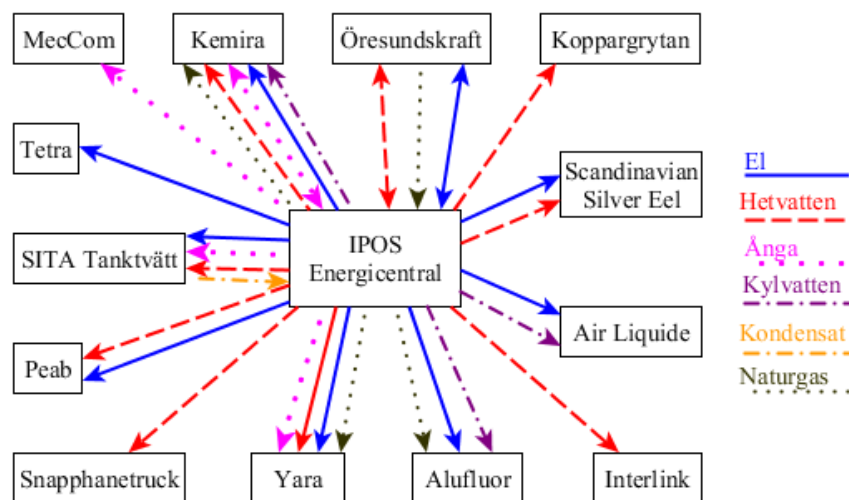 MecCom
Kemira
Öresundskraft
Koppargrytan
Tetra
Scandinavian
Silver Eel
El
Hetvatten
Ånga
Kylvatten
Kondensat
Naturgas
IPOS
Energicentral
SITA Tanktvätt
Air Liquide
Peab
Snapphanetruck
Yara
Alufluor
Interlink